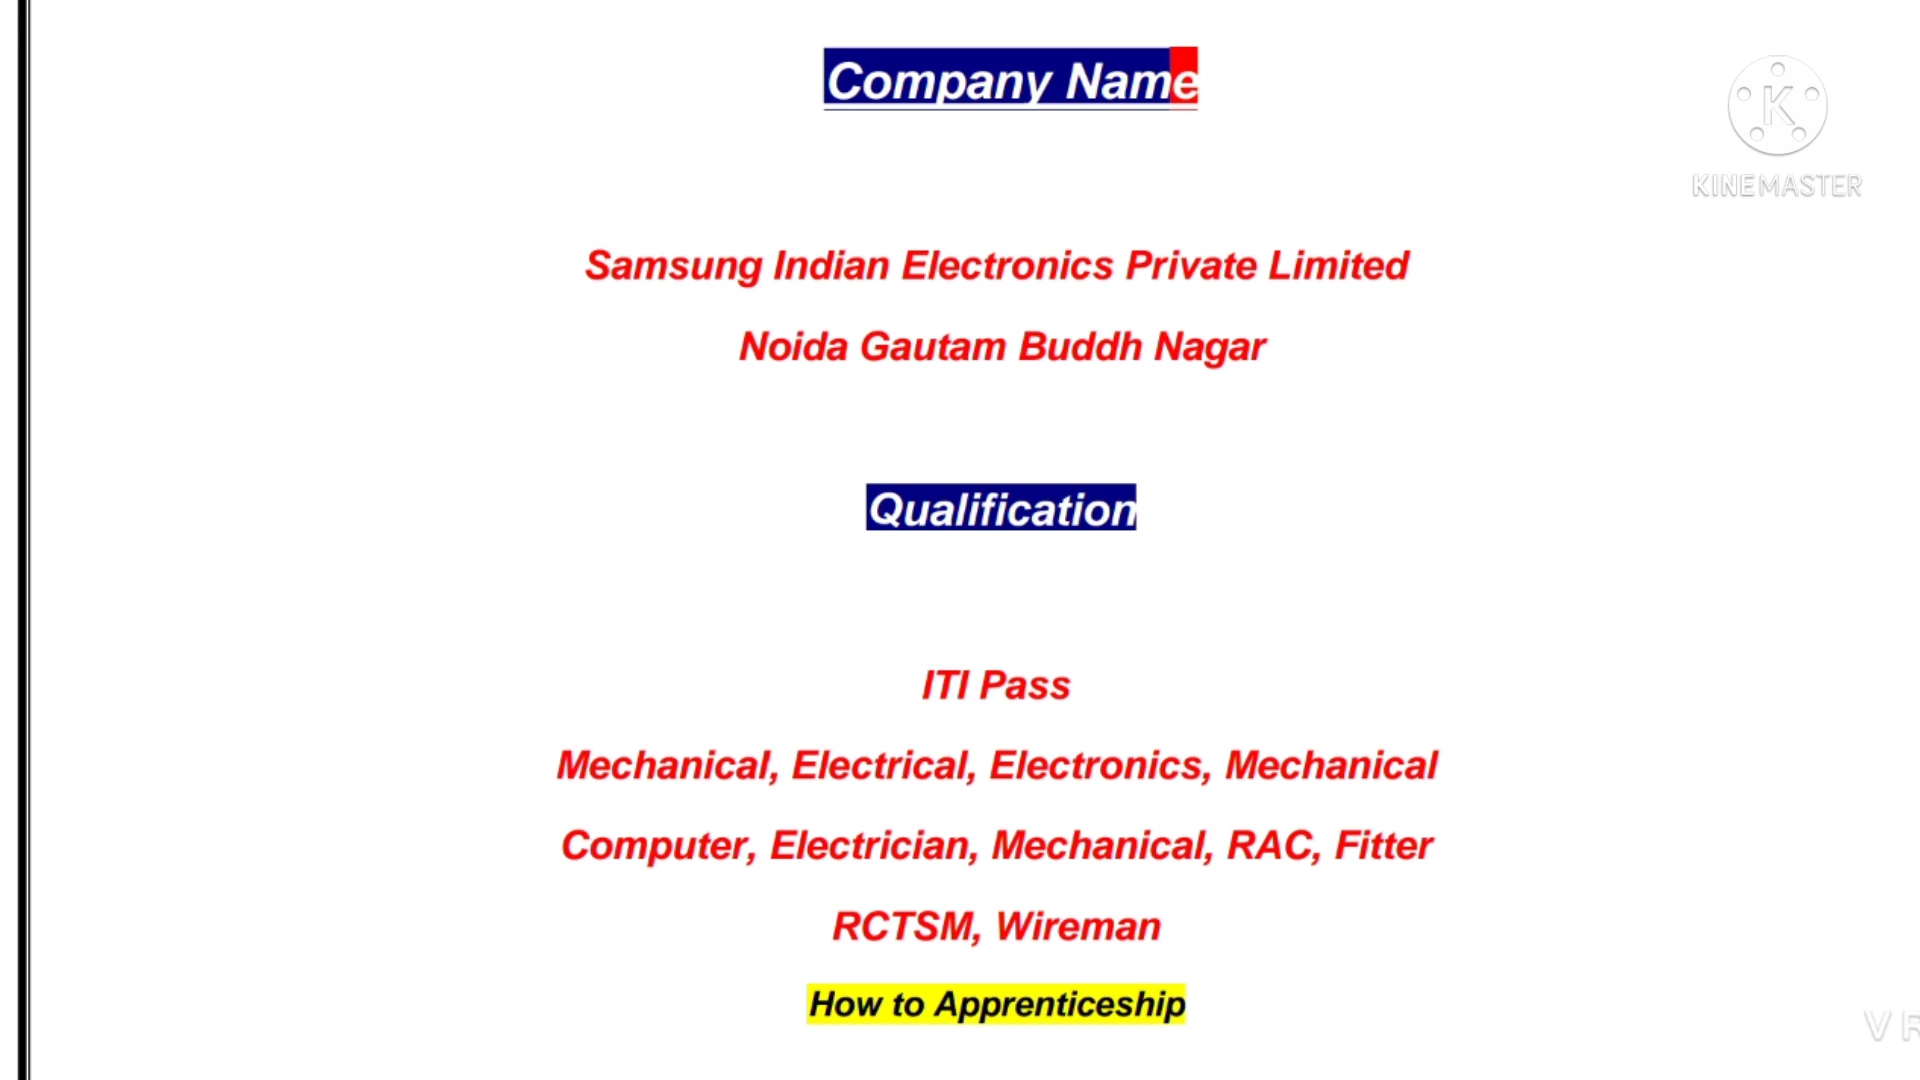 Company Name
KINEMASTER
Samsung Indian Electronics Private Limited
Noida Gautam Buddh Nagar
Qualification
ITI Pass
Mechanical, Electrical, Electronics, Mechanical
Computer, Electrician, Mechanical, RAC, Fitter
RCTSM, Wireman
How to Apprenticeship